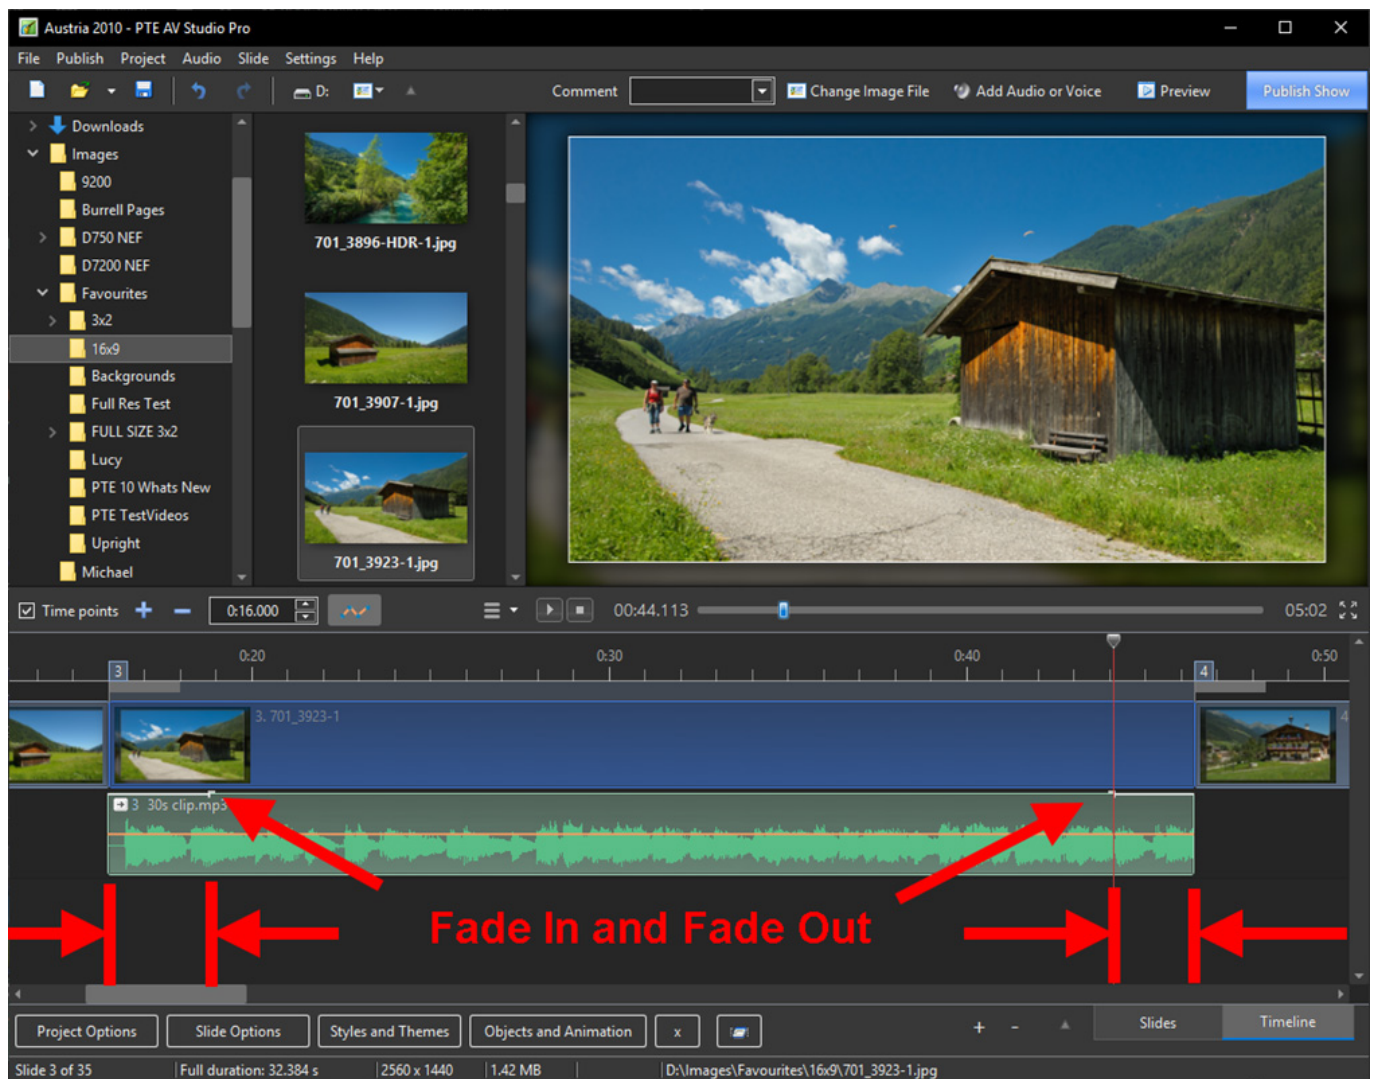 Austria 2010 - PTE AV Studio Pro
File Publish Project Audio Slide Settings Help
D: Comment Change Image File Add Audio or Voice Preview Publish Show
Downloads
Images
9200
Burrell Pages
D750 NEF
D7200 NEF
Favourites
3x2
16x9
Backgrounds
Full Res Test
FULL SIZE 3x2
Lucy
PTE 10 Whats New
PTE TestVideos
Upright
Michael
701_3896-HDR-1.jpg
701_3907-1.jpg
701_3923-1.jpg
Time points 0:16.000 00:44.113 05:02
0:20 0:30 0:40 0:50
3 4
3. 701_3923-1 4
3 30s clip.mp3
Fade In and Fade Out
Project Options Slide Options Styles and Themes Objects and Animation x + - Slides Timeline
Slide 3 of 35 Full duration: 32.384 s 2560 x 1440 1.42 MB D:\Images\Favourites\16x9\701_3923-1.jpg